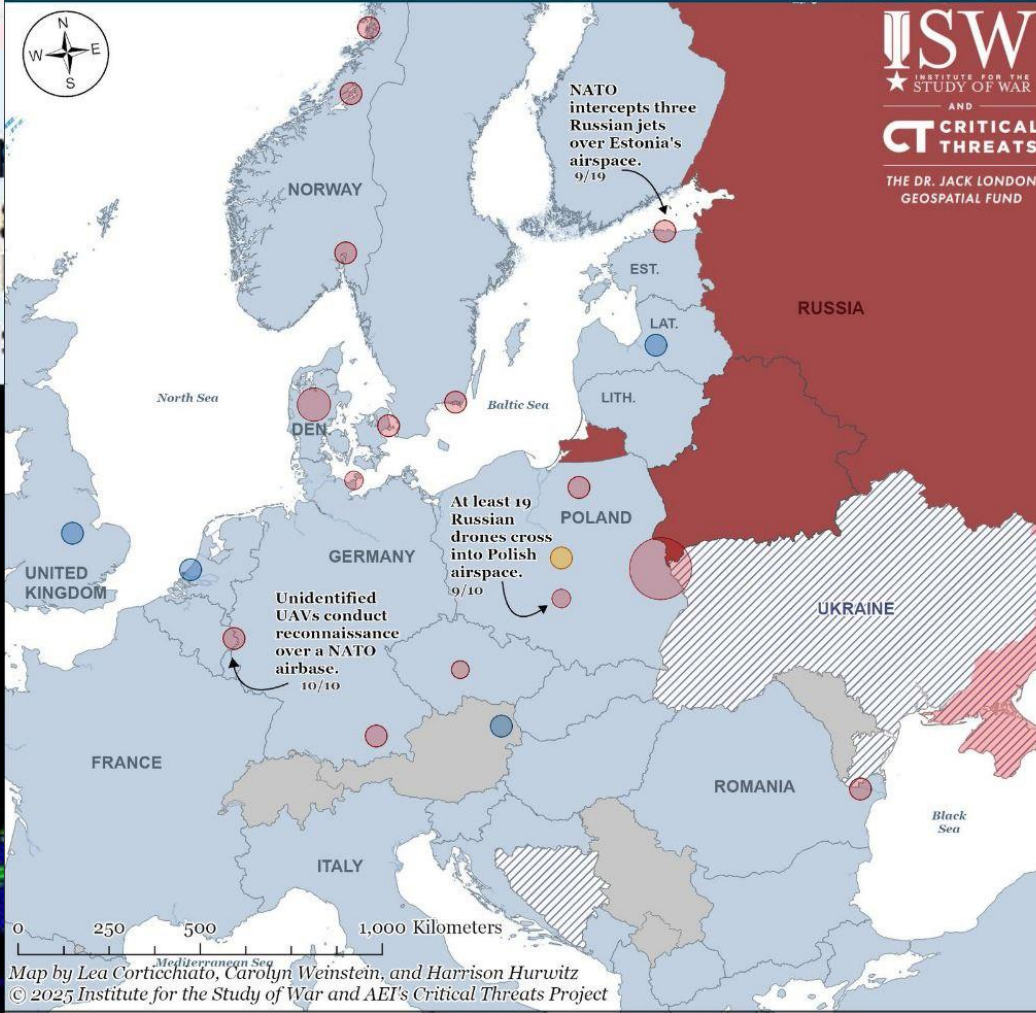 N
W E
S
ISW
INSTITUTE FOR THE
STUDY OF WAR
AND
CT CRITICAL
THREATS
THE DR. JACK LONDON
GEOSPATIAL FUND
NATO
intercepts three
Russian jets
over Estonia's
airspace.
9/19
NORWAY
EST.
RUSSIA
LAT.
North Sea
Baltic Sea
LITH.
DEN.
At least 19
Russian
drones cross
into Polish
airspace.
9/10
POLAND
GERMANY
UNITED
KINGDOM
UKRAINE
Unidentified
UAVs conduct
reconnaissance
over a NATO
airbase.
10/10
FRANCE
ROMANIA
Black
Sea
ITALY
0 250 500 1,000 Kilometers
Mediterranean Sea
Map by Lea Corticchiato, Carolyn Weinstein, and Harrison Hurwitz
© 2025 Institute for the Study of War and AEI's Critical Threats Project